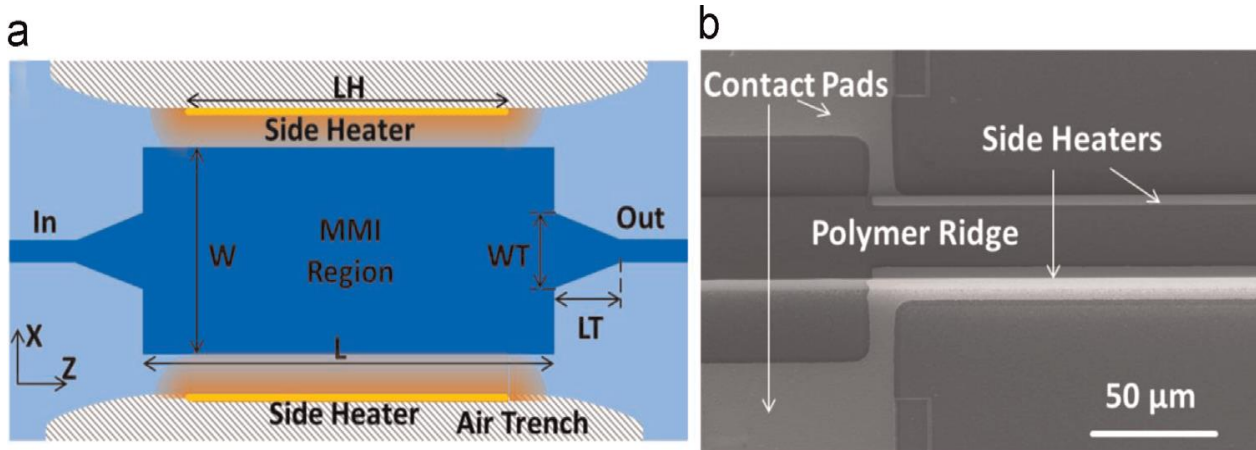 a
LH
Side Heater
In
W
MMI
Region
WT
Out
LT
X
Z
L
Side Heater
Air Trench
b
Contact Pads
Side Heaters
Polymer Ridge
50 μm